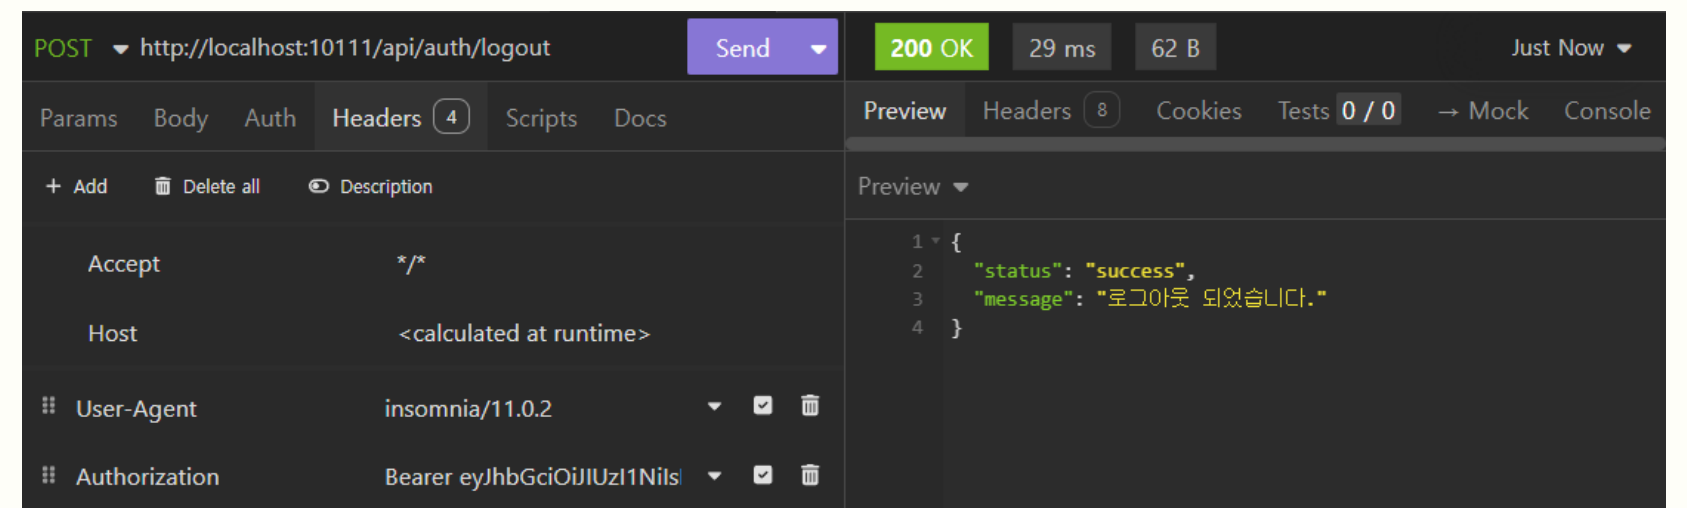 POST http://localhost:10111/api/auth/logout Send
200 OK 29 ms 62 B Just Now
Params Body Auth Headers 4 Scripts Docs
Preview Headers 8 Cookies Tests 0 / 0 → Mock Console
+ Add Delete all Description
Preview
Accept */*
Host <calculated at runtime>
User-Agent insomnia/11.0.2
Authorization Bearer eyJhbGciOiJIUzI1NiIs
1 {
2 "status": "success",
3 "message": "로그아웃 되었습니다."
4 }